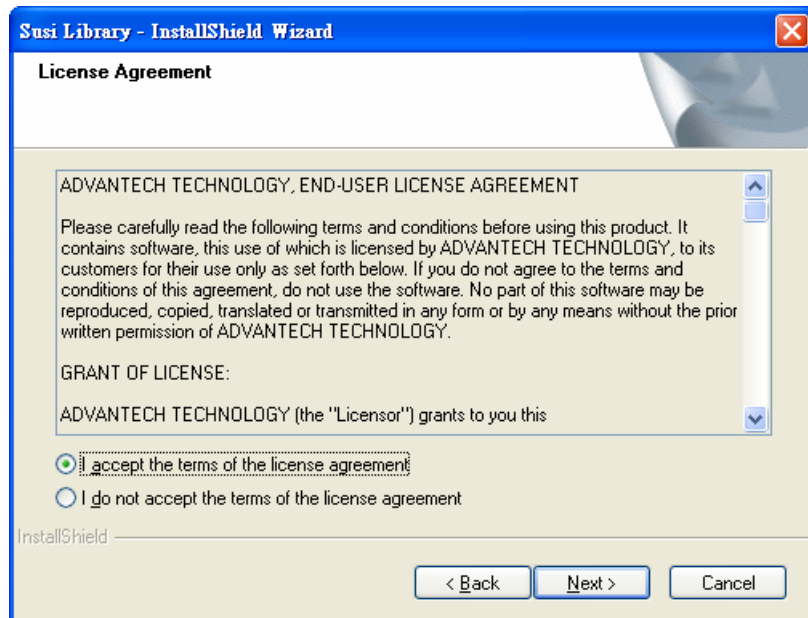 Susi Library - InstallShield Wizard
License Agreement
ADVANTECH TECHNOLOGY, END-USER LICENSE AGREEMENT
Please carefully read the following terms and conditions before using this product. It
contains software, this use of which is licensed by ADVANTECH TECHNOLOGY, to its
customers for their use only as set forth below. If you do not agree to the terms and
conditions of this agreement, do not use the software. No part of this software may be
reproduced, copied, translated or transmitted in any form or by any means without the prior
written permission of ADVANTECH TECHNOLOGY.
GRANT OF LICENSE:
ADVANTECH TECHNOLOGY (the "Licensor") grants to you this
I accept the terms of the license agreement
I do not accept the terms of the license agreement
InstallShield
< Back Next > Cancel